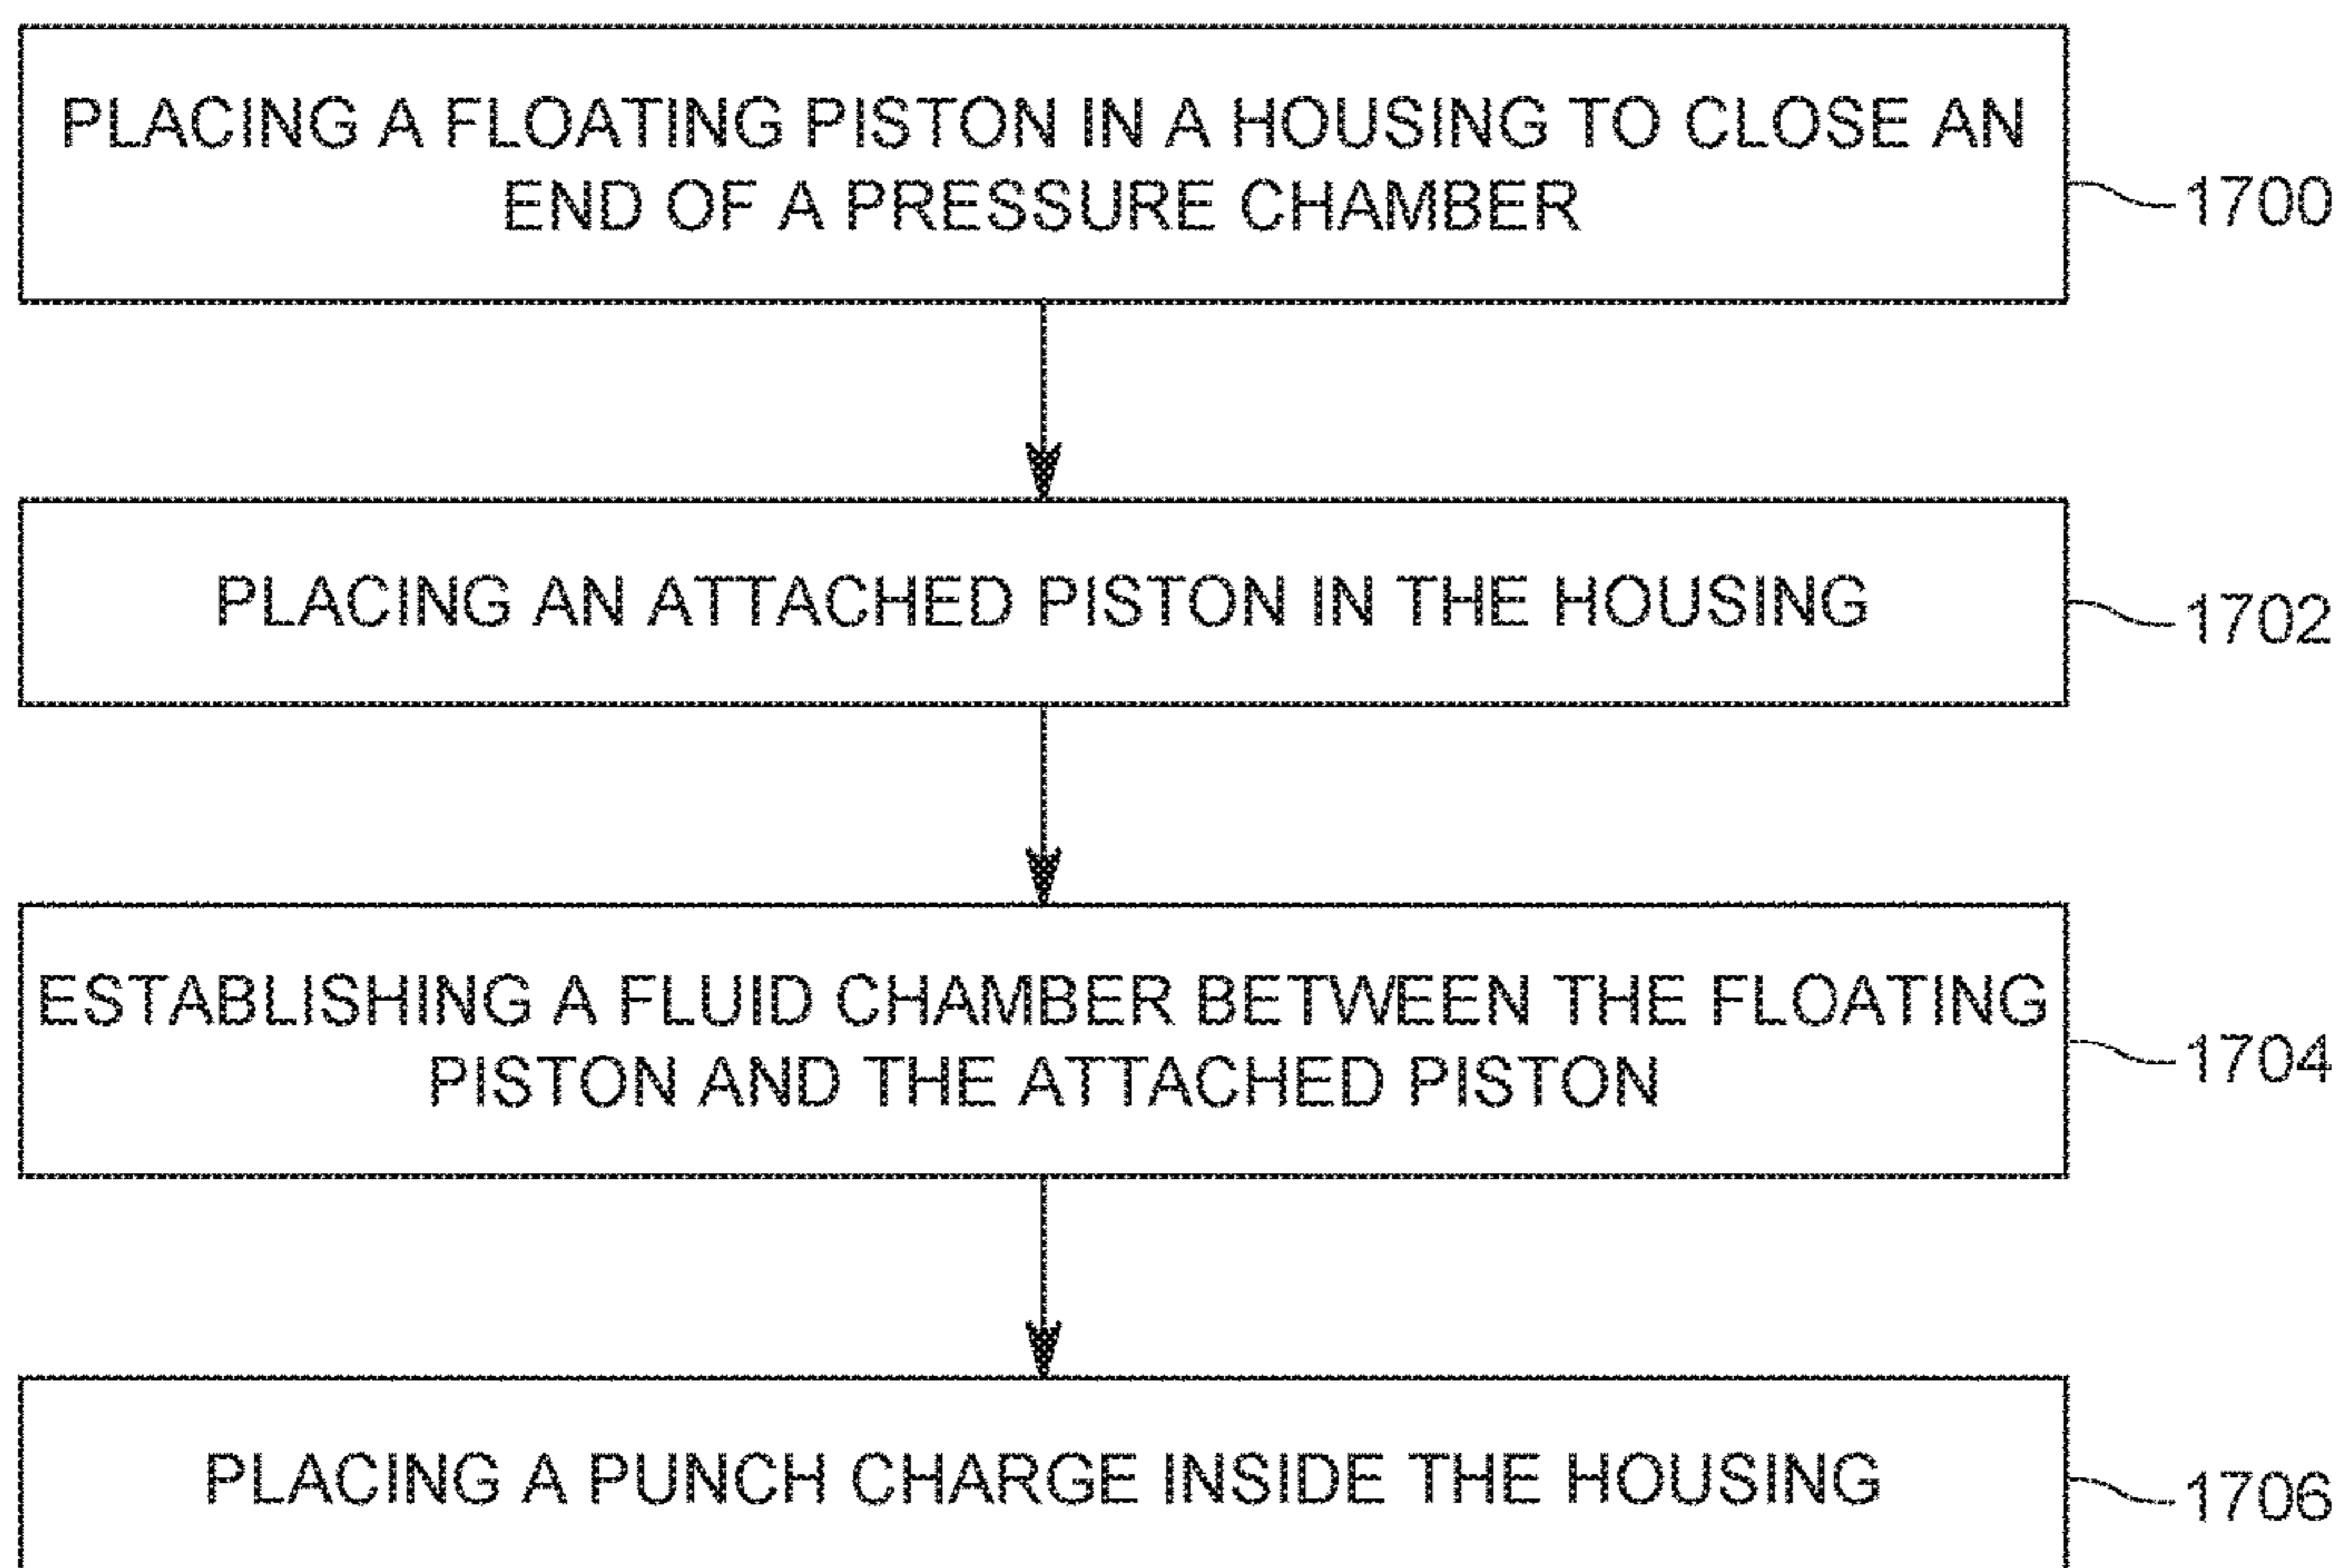 PLACING A FLOATING PISTON IN A HOUSING TO CLOSE AN
END OF A PRESSURE CHAMBER
1700
PLACING AN ATTACHED PISTON IN THE HOUSING
1702
ESTABLISHING A FLUID CHAMBER BETWEEN THE FLOATING
PISTON AND THE ATTACHED PISTON
1704
PLACING A PUNCH CHARGE INSIDE THE HOUSING
1706